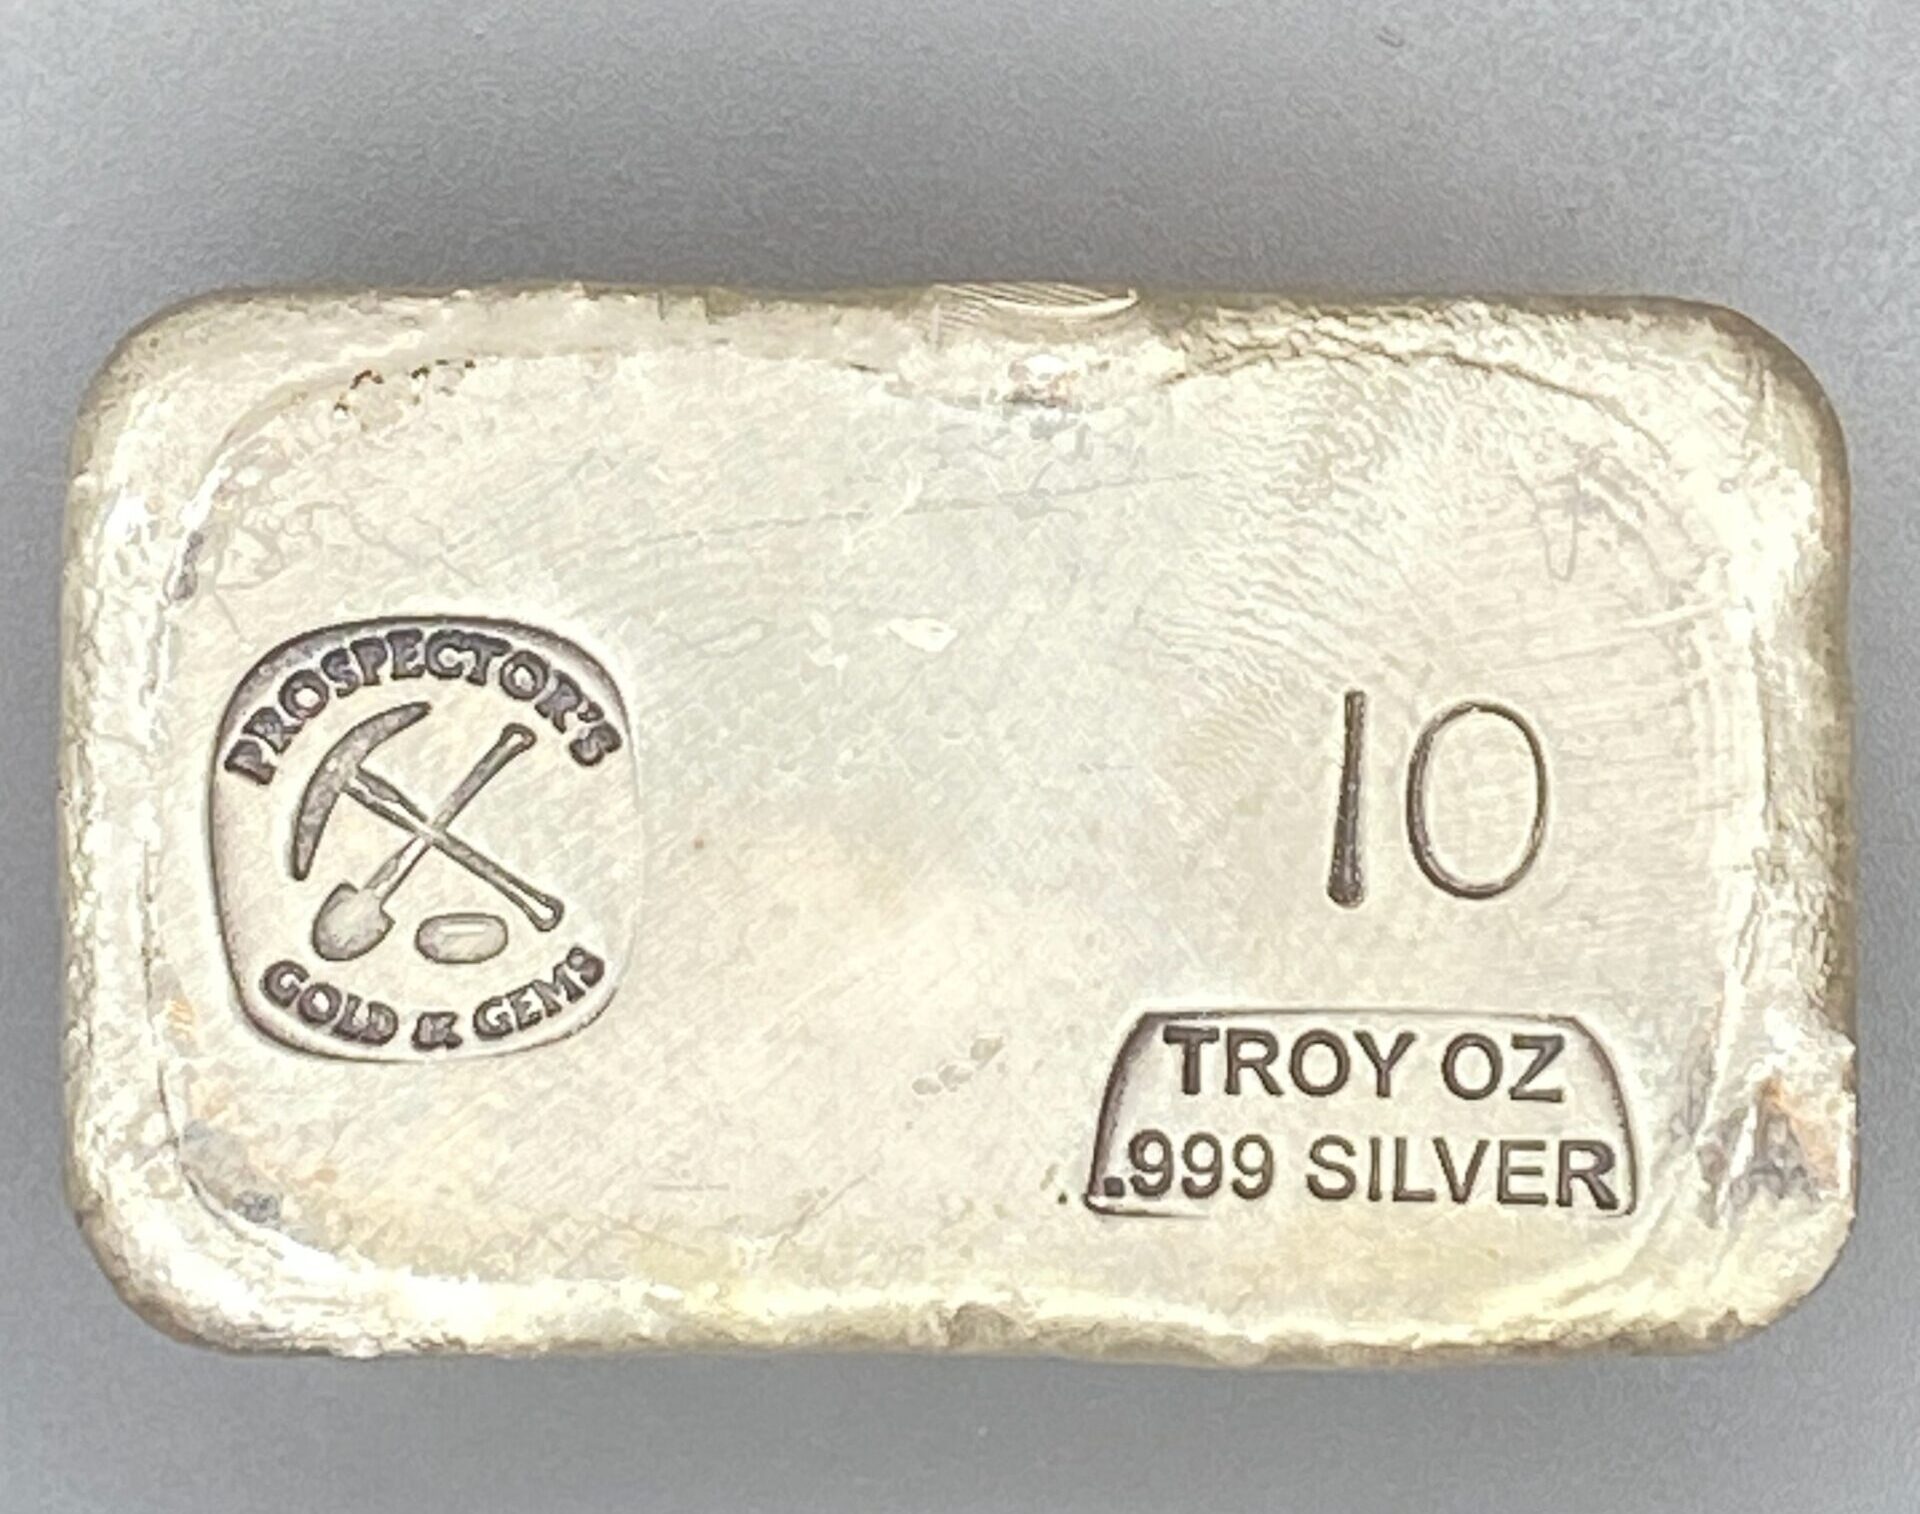 PROSPECTOR'S
GOLD & GEMS
10
TROY OZ
.999 SILVER